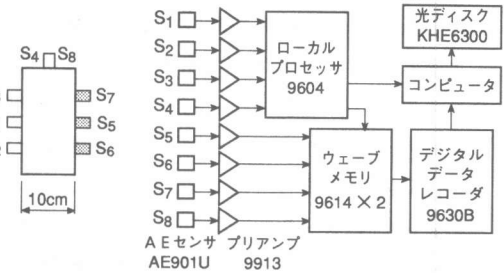 S4 S8
S7
S5
S6
10cm
S1
S2
S3
S4
S5
S6
S7
S8
AEセンサ プリアンプ
AE901U 9913
ローカル
プロセッサ
9604
ウェーブ
メモリ
9614×2
光ディスク
KHE6300
コンピュータ
デジタル
データ
レコーダ
9630B